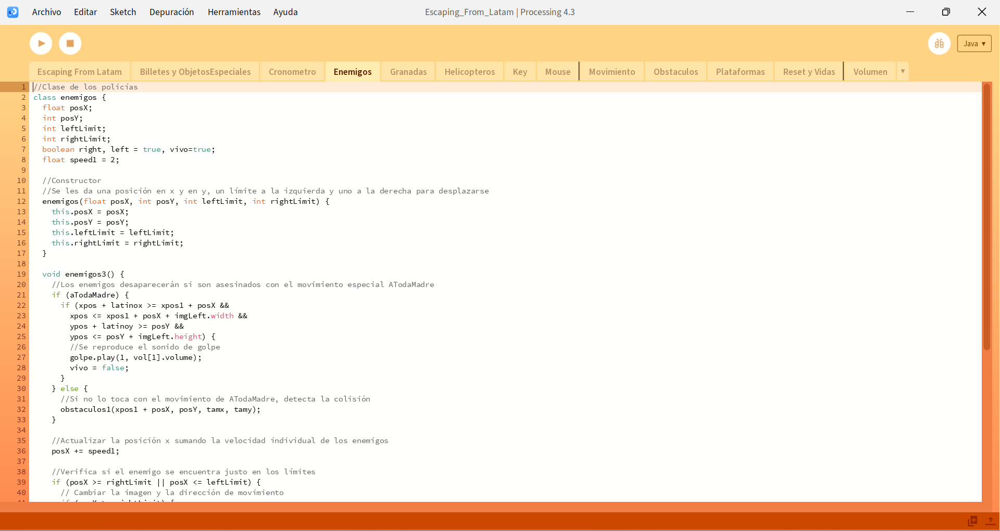 Archivo Editar Sketch Depuración Herramientas Ayuda Escaping_From_Latam | Processing 4.3
Java ▼
Escaping From Latam Billetes y ObjetosEspeciales Cronometro Enemigos Granadas Helicopteros Key Mouse Movimiento Obstaculos Plataformas Reset y Vidas Volumen ▼
1 //Clase de los policías
2 class enemigos {
3 float posX;
4 int posY;
5 int leftLimit;
6 int rightLimit;
7 boolean right, left = true, vivo=true;
8 float speed1 = 2;
9
10 //Constructor
11 //Se les da una posición en x y en y, un límite a la izquierda y uno a la derecha para desplazarse
12 enemigos(float posX, int posY, int leftLimit, int rightLimit) {
13 this.posX = posX;
14 this.posY = posY;
15 this.leftLimit = leftLimit;
16 this.rightLimit = rightLimit;
17 }
18
19 void enemigos3() {
20 //Los enemigos desaparecerán si son asesinados con el movimiento especial ATodaMadre
21 if (aTodaMadre) {
22 if (xpos + latinox >= xpos1 + posX &&
23 xpos <= xpos1 + posX + imgLeft.width &&
24 ypos + latinoy >= posY &&
25 ypos <= posY + imgLeft.height) {
26 //Se reproduce el sonido de golpe
27 golpe.play(1, vol[1].volume);
28 vivo = false;
29 }
30 } else {
31 //Si no lo toca con el movimiento de ATodaMadre, detecta la colisión
32 obstaculos1(xpos1 + posX, posY, tamx, tamy);
33 }
34
35 //Actualizar la posición x sumando la velocidad individual de los enemigos
36 posX += speed1;
37
38 //Verifica si el enemigo se encuentra justo en los límites
39 if (posX >= rightLimit || posX <= leftLimit) {
40 // Cambiar la imagen y la dirección de movimiento